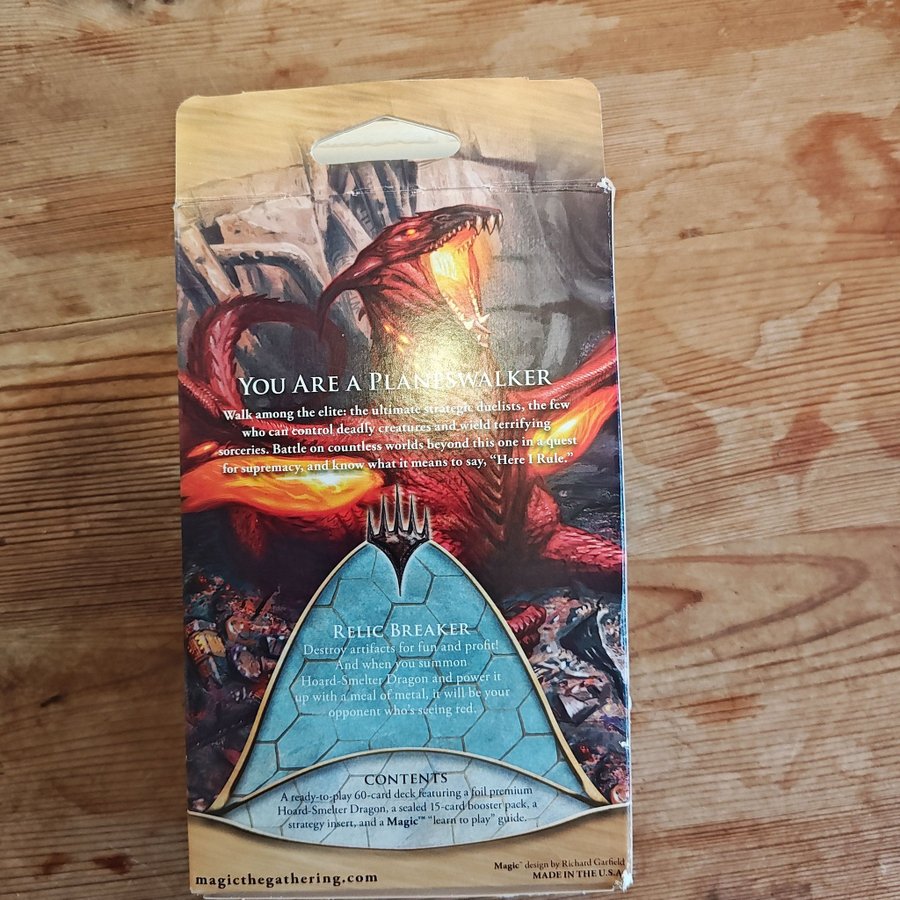 You Are a Planeswalker
Walk among the elite: the ultimate strategic duelists, the few
who can control deadly creatures and wield terrifying
sorceries. Battle on countless worlds beyond this one in a quest
for supremacy, and know what it means to say, “Here I Rule.”
Relic Breaker
Destroy artifacts for fun and profit!
And when you summon
Hoard-Smelter Dragon and power it
up with a meal of metal, it will be your
opponent who's seeing red.
CONTENTS
A ready-to-play 60-card deck featuring a foil premium
Hoard-Smelter Dragon, a sealed 15-card booster pack, a
strategy insert, and a Magic™ “learn to play” guide.
Magic™ design by Richard Garfield
MADE IN THE U.S.A
magicthegathering.com